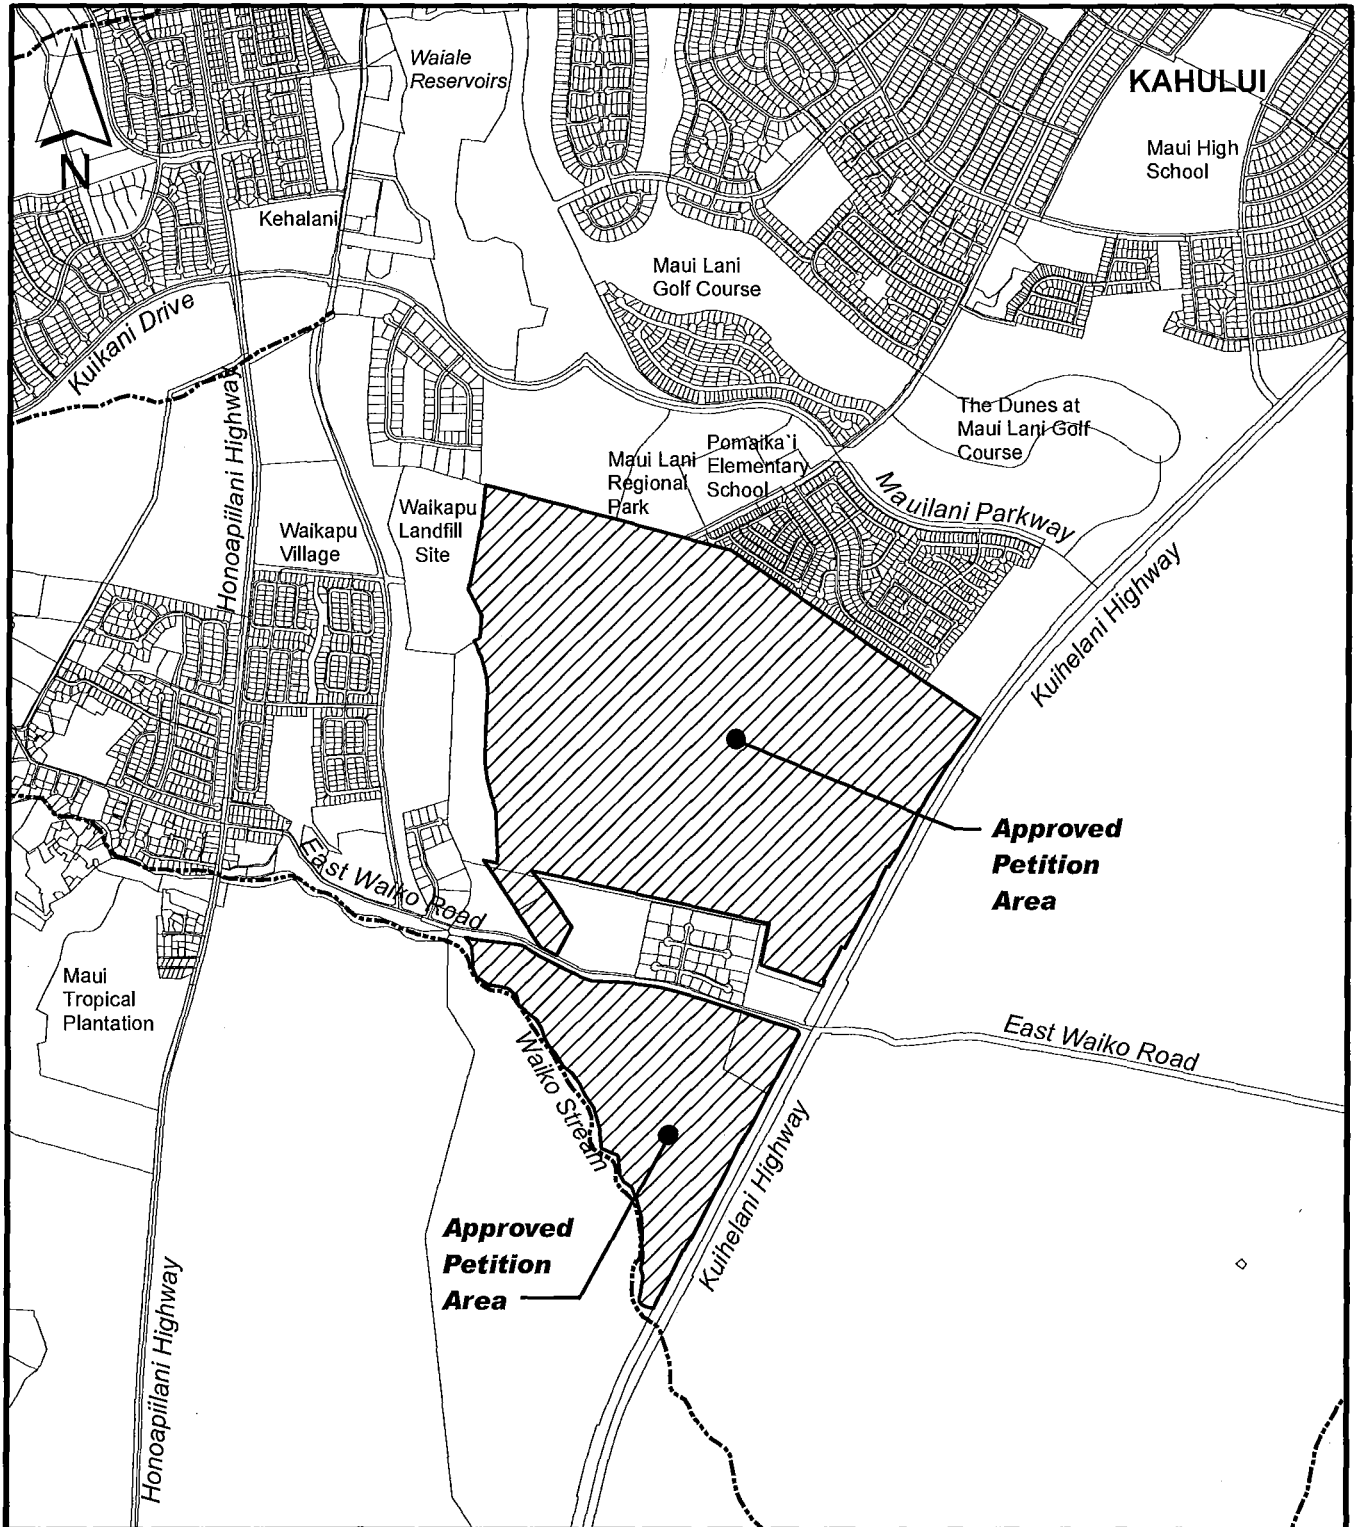 Waiale
Reservoirs
KAHULUI
Maui High
School
N
Kehalani
Maui Lani
Golf Course
Kuikani Drive
Honoapiilani Highway
The Dunes at
Maui Lani Golf
Course
Pomaika`i
Elementary
School
Maui Lani
Regional
Park
Mauilani Parkway
Waikapu
Landfill
Site
Waikapu
Village
Kuihelani Highway
Approved
Petition
Area
East Waiko Road
Maui
Tropical
Plantation
East Waiko Road
Waiko Stream
Kuihelani Highway
Approved
Petition
Area
Honoapiilani Highway